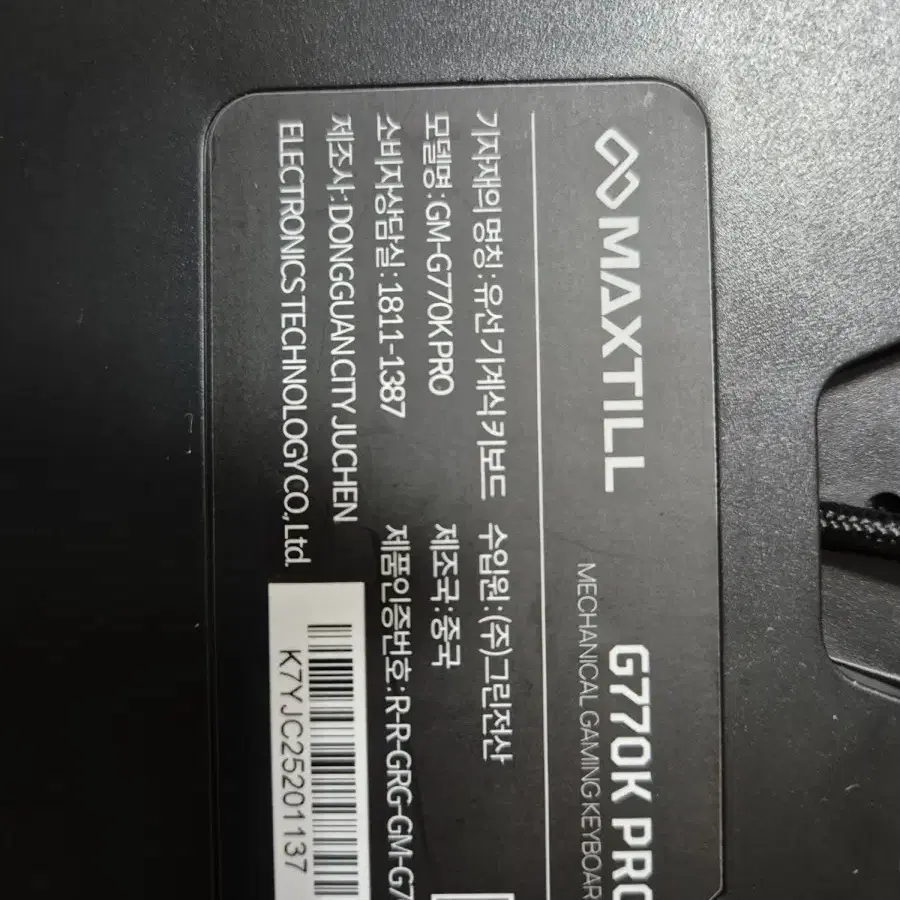 MAXTILL
G770K PRO
MECHANICAL GAMING KEYBOAR
기자재의 명칭 : 유선 기계식 키보드 수입원 : (주)그린전산
모델명 : GM-G770K PRO 제조국 : 중국
소비자상담실 : 1811-1387 제품인증번호 : R-R-GRG-GM-G7
제조사 : DONGGUAN CITY JUCHEN
ELECTRONICS TECHNOLOGY CO., Ltd.
K7YJC25201137